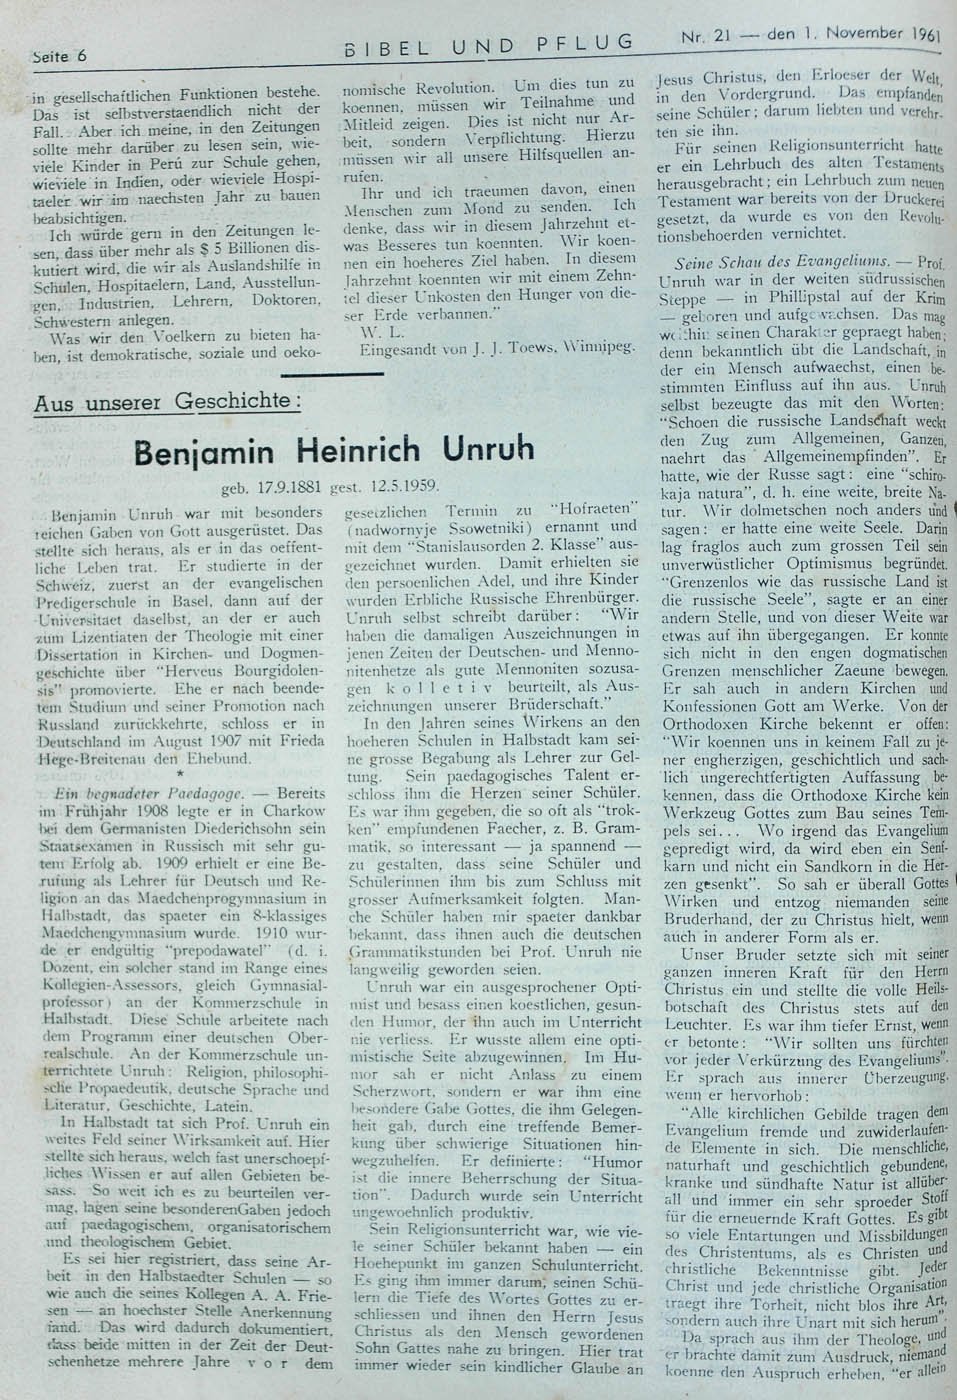 Seite 6
BIBEL UND PFLUG
Nr. 21 — den 1. November 1961
in gesellschaftlichen Funktionen bestehe.
Das ist selbstverstaendlich nicht der
Fall. Aber ich meine, in den Zeitungen
sollte mehr darüber zu lesen sein, wie-
viele Kinder in Perú zur Schule gehen,
wieviele in Indien, oder wieviele Hospi-
taeler wir im naechsten Jahr zu bauen
beabsichtigen.
Ich würde gern in den Zeitungen le-
sen, dass über mehr als $ 5 Billionen dis-
kutiert wird, die wir als Auslandshilfe in
Schulen, Hospitaelern, Land, Ausstellun-
gen, Industrien, Lehrern, Doktoren,
Schwestern anlegen.
Was wir den Voelkern zu bieten ha-
ben, ist demokratische, soziale und oeko-
nomische Revolution. Um dies tun zu
koennen, müssen wir Teilnahme und
Mitleid zeigen. Dies ist nicht nur Ar-
beit, sondern Verpflichtung. Hierzu
müssen wir all unsere Hilfsquellen an-
rufen.
Ihr und ich traeumen davon, einen
Menschen zum Mond zu senden. Ich
denke, dass wir in diesem Jahrzehnt et-
was Besseres tun koennten. Wir koen-
nen ein hoeheres Ziel haben. In diesem
Jahrzehnt koennten wir mit einem Zehn-
tel dieser Unkosten den Hunger von die-
ser Erde verbannen."
W. L.
Eingesandt von J. J. Toews, Winnipeg.
Aus unserer Geschichte:
Benjamin Heinrich Unruh
geb. 17.9.1881 gest. 12.5.1959.
Benjamin Unruh war mit besonders
reichen Gaben von Gott ausgerüstet. Das
stellte sich heraus, als er in das oeffent-
liche Leben trat. Er studierte in der
Schweiz, zuerst an der evangelischen
Predigerschule in Basel, dann auf der
Universitaet daselbst, an der er auch
zum Lizentiaten der Theologie mit einer
Dissertation in Kirchen- und Dogmen-
geschichte über "Herveus Bourgidolen-
sis" promovierte. Ehe er nach beende-
tem Studium und seiner Promotion nach
Russland zurückkehrte, schloss er in
Deutschland im August 1907 mit Frieda
Hege-Breitenau den Ehebund.
*
Ein begnadeter Paedagoge. — Bereits
im Frühjahr 1908 legte er in Charkow
bei dem Germanisten Diederichsohn sein
Staatsexamen in Russisch mit sehr gu-
tem Erfolg ab. 1909 erhielt er eine Be-
rufung als Lehrer für Deutsch und Re-
ligion an das Maedchenprogymnasium in
Halbstadt, das spaeter ein 8-klassiges
Maedchengymnasium wurde. 1910 wur-
de er endgültig "prepodawatel" (d. i.
Dozent, ein solcher stand im Range eines
Kollegien-Assessors, gleich Gymnasial-
professor) an der Kommerzschule in
Halbstadt. Diese Schule arbeitete nach
dem Programm einer deutschen Ober-
realschule. An der Kommerzschule un-
terrichtete Unruh: Religion, philosophi-
sche Propaedeutik, deutsche Sprache und
Literatur, Geschichte, Latein.
In Halbstadt tat sich Prof. Unruh ein
weites Feld seiner Wirksamkeit auf. Hier
stellte sich heraus, welch fast unerschoepf-
liches Wissen er auf allen Gebieten be-
sass. So weit ich es zu beurteilen ver-
mag, lagen seine besonderenGaben jedoch
auf paedagogischem, organisatorischem
und theologischem Gebiet.
Es sei hier registriert, dass seine Ar-
beit in den Halbstaedter Schulen — so
wie auch die seines Kollegen A. A. Frie-
sen — an hoechster Stelle Anerkennung
fand. Das wird dadurch dokumentiert,
dass beide mitten in der Zeit der Deut-
schenhetze mehrere Jahre v o r dem
gesetzlichen Termin zu "Hofraeten"
(nadwornyje Ssowetniki) ernannt und
mit dem "Stanislausorden 2. Klasse" aus-
gezeichnet wurden. Damit erhielten sie
den persoenlichen Adel, und ihre Kinder
wurden Erbliche Russische Ehrenbürger.
Unruh selbst schreibt darüber: "Wir
haben die damaligen Auszeichnungen in
jenen Zeiten der Deutschen- und Menno-
nitenhetze als gute Mennoniten sozusa-
gen k o l l e t i v beurteilt, als Aus-
zeichnungen unserer Brüderschaft."
In den Jahren seines Wirkens an den
hoeheren Schulen in Halbstadt kam sei-
ne grosse Begabung als Lehrer zur Gel-
tung. Sein paedagogisches Talent er-
schloss ihm die Herzen seiner Schüler.
Es war ihm gegeben, die so oft als "trok-
ken" empfundenen Faecher, z. B. Gram-
matik, so interessant — ja spannend —
zu gestalten, dass seine Schüler und
Schülerinnen ihm bis zum Schluss mit
grosser Aufmerksamkeit folgten. Man-
che Schüler haben mir spaeter dankbar
bekannt, dass ihnen auch die deutschen
Grammatikstunden bei Prof. Unruh nie
langweilig geworden seien.
Unruh war ein ausgesprochener Opti-
mist und besass einen koestlichen, gesun-
den Humor, der ihn auch im Unterricht
nie verliess. Er wusste allem eine opti-
mistische Seite abzugewinnen. Im Hu-
mor sah er nicht Anlass zu einem
Scherzwort, sondern er war ihm eine
besondere Gabe Gottes, die ihm Gelegen-
heit gab, durch eine treffende Bemer-
kung über schwierige Situationen hin-
wegzuhelfen. Er definierte: "Humor
ist die innere Beherrschung der Situa-
tion". Dadurch wurde sein Unterricht
ungewoehnlich produktiv.
Sein Religionsunterricht war, wie vie-
le seiner Schüler bekannt haben — ein
Hoehepunkt im ganzen Schulunterricht.
Es ging ihm immer darum, seinen Schü-
lern die Tiefe des Wortes Gottes zu er-
schliessen und ihnen den Herrn Jesus
Christus als den Mensch gewordenen
Sohn Gattes nahe zu bringen. Hier trat
immer wieder sein kindlicher Glaube an
Jesus Christus, den Erloeser der Welt,
in den Vordergrund. Das empfanden
seine Schüler; darum liebten und verehr-
ten sie ihn.
Für seinen Religionsunterricht hatte
er ein Lehrbuch des alten Testaments
herausgebracht; ein Lehrbuch zum neuen
Testament war bereits von der Druckerei
gesetzt, da wurde es von den Revolu-
tionsbehoerden vernichtet.
Seine Schau des Evangeliums. — Prof.
Unruh war in der weiten südrussischen
Steppe — in Phillipstal auf der Krim
— geboren und aufgewachsen. Das mag
wohin seinen Charakter gepraegt haben;
denn bekanntlich übt die Landschaft, in
der ein Mensch aufwaechst, einen be-
stimmten Einfluss auf ihn aus. Unruh
selbst bezeugte das mit den Worten:
"Schoen die russische Landschaft weckt
den Zug zum Allgemeinen, Ganzen,
naehrt das Allgemeinempfinden". Er
hatte, wie der Russe sagt: eine "schiro-
kaja natura", d. h. eine weite, breite Na-
tur. Wir dolmetschen noch anders und
sagen: er hatte eine weite Seele. Darin
lag fraglos auch zum grossen Teil sein
unverwüstlicher Optimismus begründet.
"Grenzenlos wie das russische Land ist
die russische Seele", sagte er an einer
andern Stelle, und von dieser Weite war
etwas auf ihn übergegangen. Er konnte
sich nicht in den engen dogmatischen
Grenzen menschlicher Zaeune bewegen.
Er sah auch in andern Kirchen und
Konfessionen Gott am Werke. Von der
Orthodoxen Kirche bekennt er offen:
"Wir koennen uns in keinem Fall zu je-
ner engherzigen, geschichtlich und sach-
lich ungerechtfertigten Auffassung be-
kennen, dass die Orthodoxe Kirche kein
Werkzeug Gottes zum Bau seines Tem-
pels sei... Wo irgend das Evangelium
gepredigt wird, da wird eben ein Senf-
karn und nicht ein Sandkorn in die Her-
zen gesenkt". So sah er überall Gottes
Wirken und entzog niemanden seine
Bruderhand, der zu Christus hielt, wenn
auch in anderer Form als er.
Unser Bruder setzte sich mit seiner
ganzen inneren Kraft für den Herrn
Christus ein und stellte die volle Heils-
botschaft des Christus stets auf den
Leuchter. Es war ihm tiefer Ernst, wenn
er betonte: "Wir sollten uns fürchten
vor jeder Verkürzung des Evangeliums".
Er sprach aus innerer Überzeugung,
wenn er hervorhob:
"Alle kirchlichen Gebilde tragen dem
Evangelium fremde und zuwiderlaufen-
de Elemente in sich. Die menschliche,
naturhaft und geschichtlich gebundene,
kranke und sündhafte Natur ist allüber-
all und immer ein sehr sproeder Stoff
für die erneuernde Kraft Gottes. Es gibt
so viele Entartungen und Missbildungen
des Christentums, als es Christen und
christliche Bekenntnisse gibt. Jeder
Christ und jede christliche Organisation
traegt ihre Torheit, nicht blos ihre Art,
sondern auch ihre Unart mit sich herum".
Da sprach aus ihm der Theologe, und
er brachte damit zum Ausdruck, niemand
koenne den Ausspruch erheben, "er allein